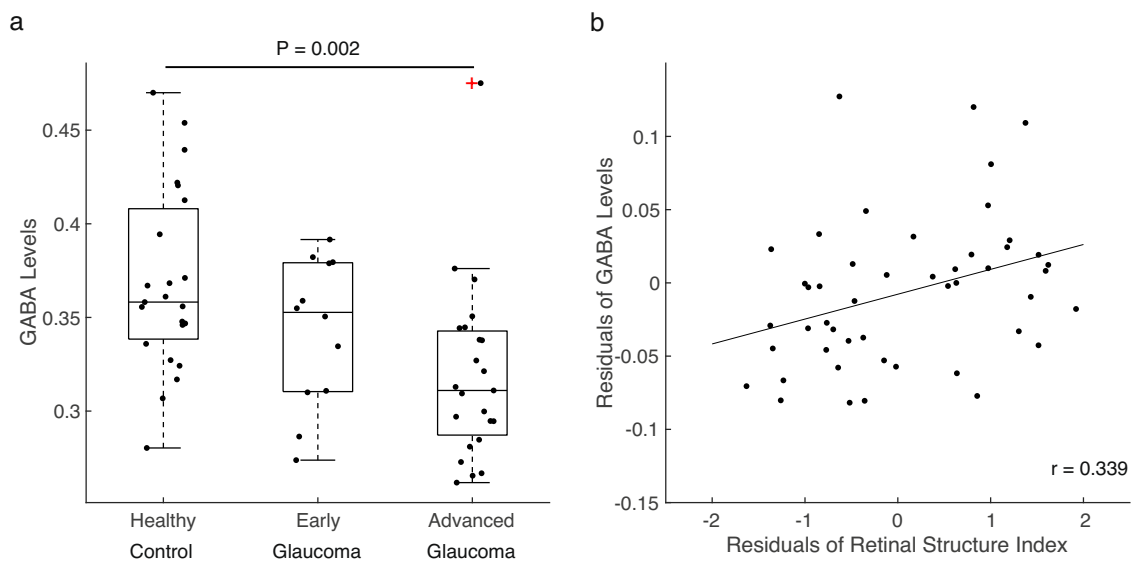 a
P = 0.002
0.45
0.4
0.35
0.3
GABA Levels
Healthy
Control
Early
Glaucoma
Advanced
Glaucoma
b
0.1
0.05
0
-0.05
-0.1
-0.15
Residuals of GABA Levels
r = 0.339
-2 -1 0 1 2
Residuals of Retinal Structure Index